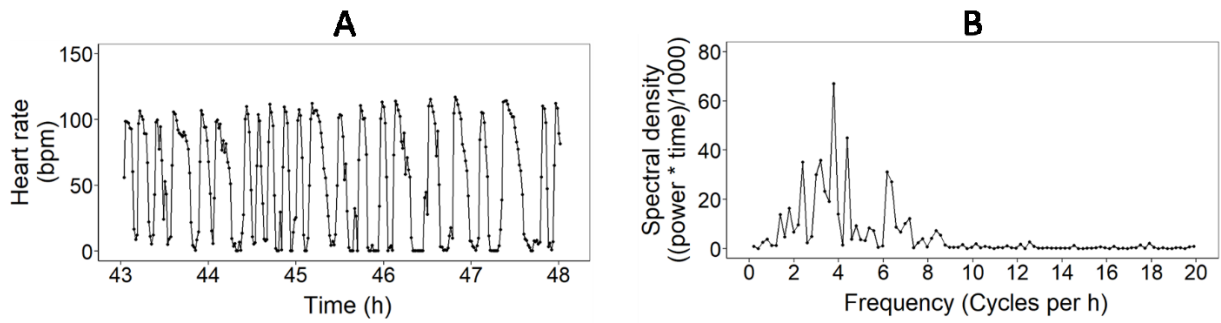 A
Heart rate
(bpm)
150
100
50
0
43 44 45 46 47 48
Time (h)
B
Spectral density
((power * time)/1000)
80
60
40
20
0
0 2 4 6 8 10 12 14 16 18 20
Frequency (Cycles per h)